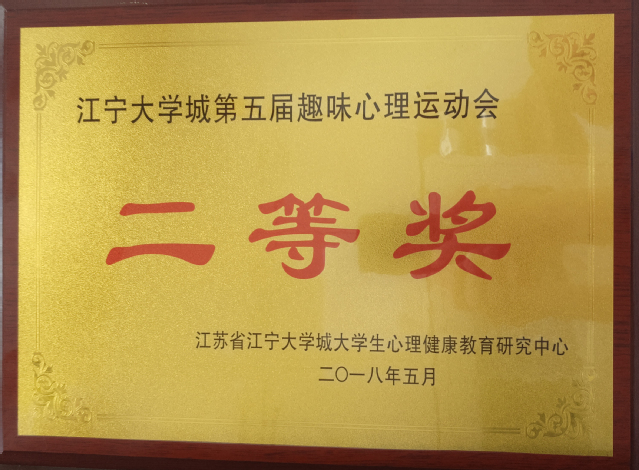 江宁大学城第五届趣味心理运动会
二等奖
江苏省江宁大学城大学生心理健康教育研究中心
二〇一八年五月